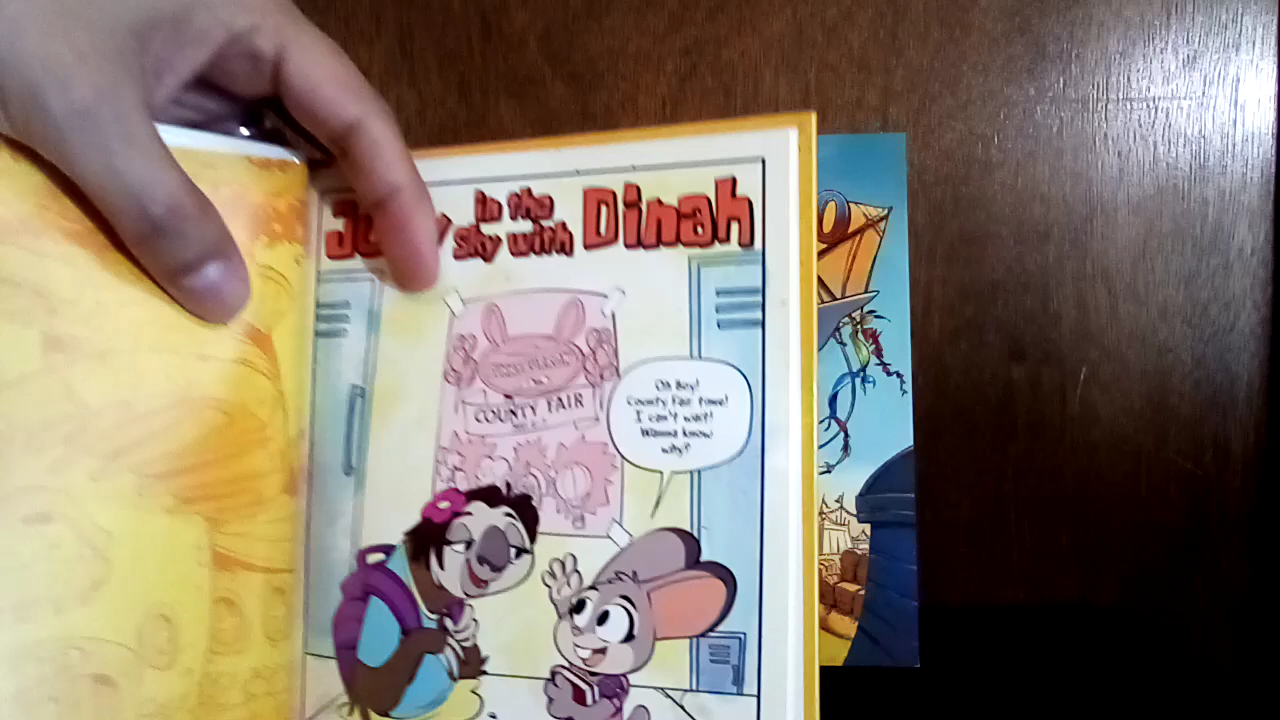 in the
sky with Dinah
COUNTY FAIR
Oh Boy!
County Fair time!
I can't wait!
Wanna know
why?